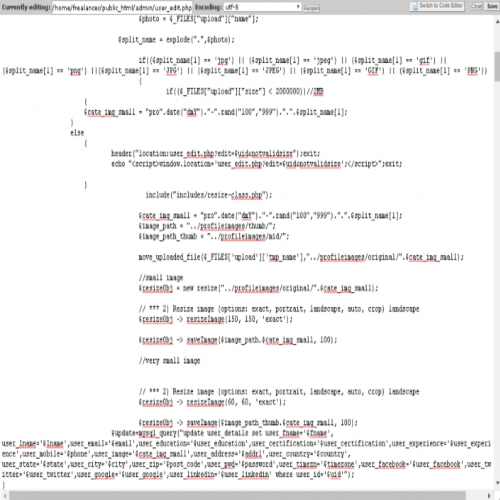 Currently editing: /home/freelancer/public_html/admin/user_edit.php Encoding: utf-8 Reopen Switch to Code Editor Close Save
$photo = $_FILES["upload"]["name"];
$split_name = explode(".",$photo);
if(($split_name[1] == 'jpg') || ($split_name[1] == 'jpeg') || ($split_name[1] == 'gif') ||
($split_name[1] == 'png') ||($split_name[1] == 'JPG') || ($split_name[1] == 'JPEG') || ($split_name[1] == 'GIF') || ($split_name[1] == 'PNG'))
{
if(($_FILES["upload"]["size"] < 2000000))//2MB
{
$cate_img_small = "pro".date("dmY")."-".rand("100","999").".".$split_name[1];
}
else
{
header("location:user_edit.php?edit=$uid&notvalidsize");exit;
echo "<script>window.location='user_edit.php?edit=$uid&notvalidsize';</script>";exit;
}
include("includes/resize-class.php");
$cate_img_small = "pro".date("dmY")."-".rand("100","999").".".$split_name[1];
$image_path = "../profileimages/thumb/";
$image_path_thumb = "../profileimages/mid/";
move_uploaded_file($_FILES['upload']['tmp_name'],"../profileimages/original/".$cate_img_small);
//small image
$resizeObj = new resize("../profileimages/original/".$cate_img_small);
// *** 2) Resize image (options: exact, portrait, landscape, auto, crop) landscape
$resizeObj -> resizeImage(150, 150, 'exact');
$resizeObj -> saveImage($image_path.$cate_img_small, 100);
//very small image
// *** 2) Resize image (options: exact, portrait, landscape, auto, crop) landscape
$resizeObj -> resizeImage(60, 60, 'exact');
$resizeObj -> saveImage($image_path_thumb.$cate_img_small, 100);
$update=mysql_query("update user_details set user_fname='$fname',
user_lname='$lname',user_email='$email',user_education='$user_education',user_certification='$user_certification',user_experience='$user_experi
ence',user_mobile='$phone',user_image='$cate_img_small',user_address='$addrl',user_country='$country',
user_state='$state',user_city='$city',user_zip='$post_code',user_pwd='$password',user_timezn='$timezone',user_facebook='$user_facebook',user_tw
itter='$user_twitter',user_google='$user_google',user_linkedin='$user_linkedin' where user_id='$uid'");
}